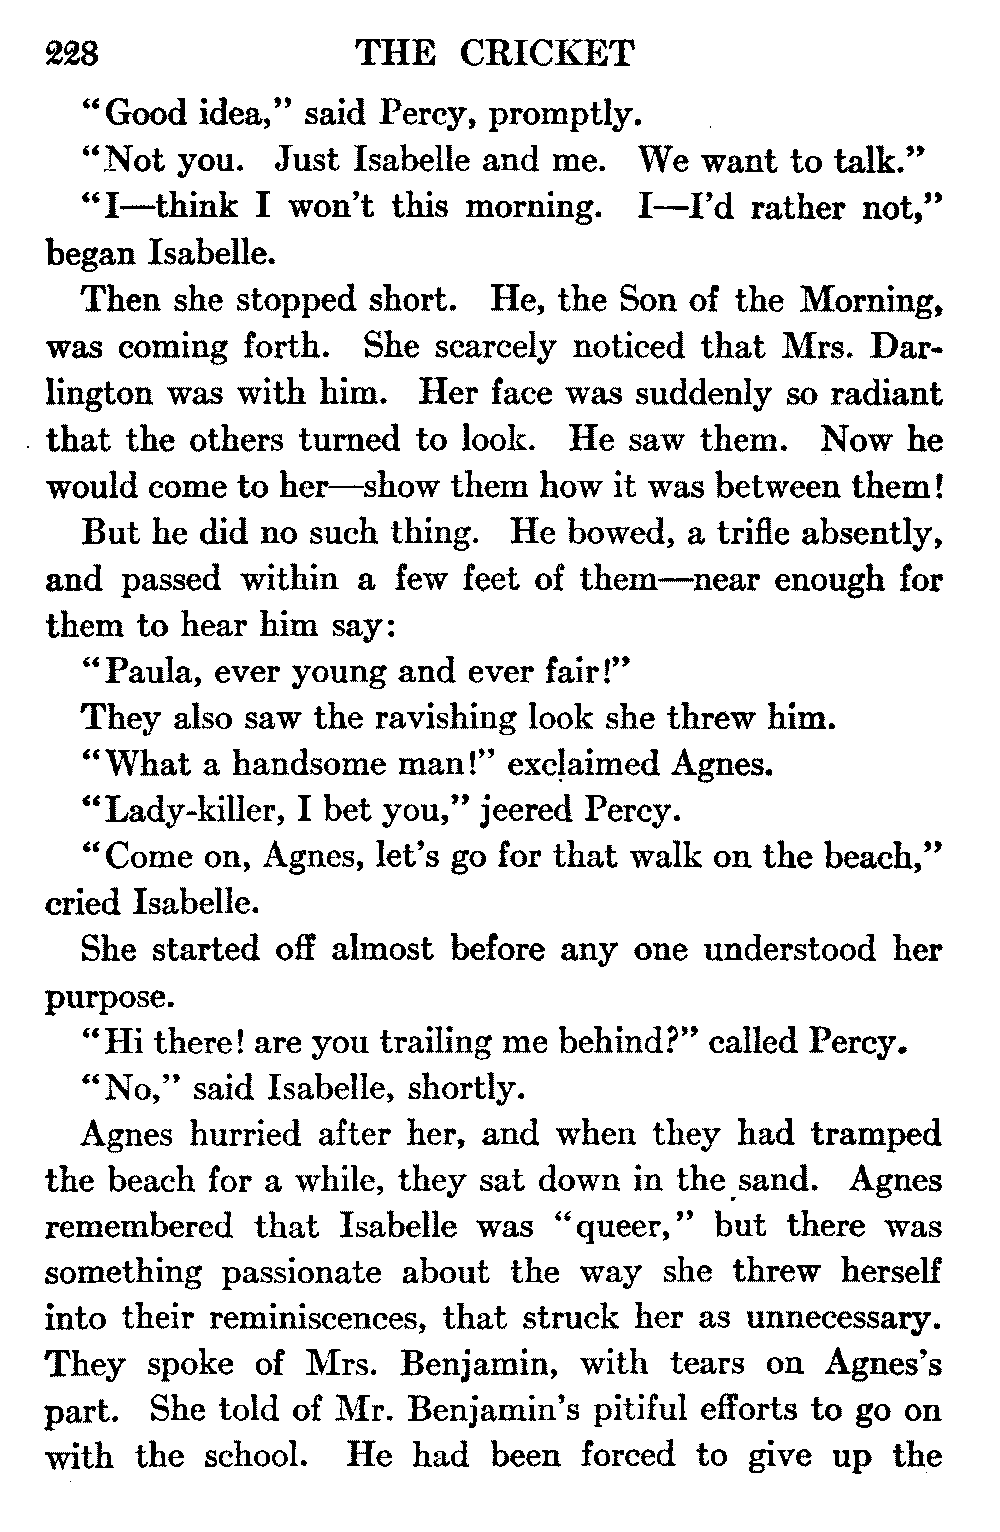 228 THE CRICKET
“Good idea,” said Percy, promptly.
“Not you. Just Isabelle and me. We want to talk.”
“I—think I won’t this morning. I—I’d rather not,”
began Isabelle.
Then she stopped short. He, the Son of the Morning,
was coming forth. She scarcely noticed that Mrs. Dar-
lington was with him. Her face was suddenly so radiant
that the others turned to look. He saw them. Now he
would come to her—show them how it was between them!
But he did no such thing. He bowed, a trifle absently,
and passed within a few feet of them—near enough for
them to hear him say:
“Paula, ever young and ever fair!”
They also saw the ravishing look she threw him.
“What a handsome man!” exclaimed Agnes.
“Lady-killer, I bet you,” jeered Percy.
“Come on, Agnes, let’s go for that walk on the beach,”
cried Isabelle.
She started off almost before any one understood her
purpose.
“Hi there! are you trailing me behind?” called Percy.
“No,” said Isabelle, shortly.
Agnes hurried after her, and when they had tramped
the beach for a while, they sat down in the sand. Agnes
remembered that Isabelle was “queer,” but there was
something passionate about the way she threw herself
into their reminiscences, that struck her as unnecessary.
They spoke of Mrs. Benjamin, with tears on Agnes’s
part. She told of Mr. Benjamin’s pitiful efforts to go on
with the school. He had been forced to give up the